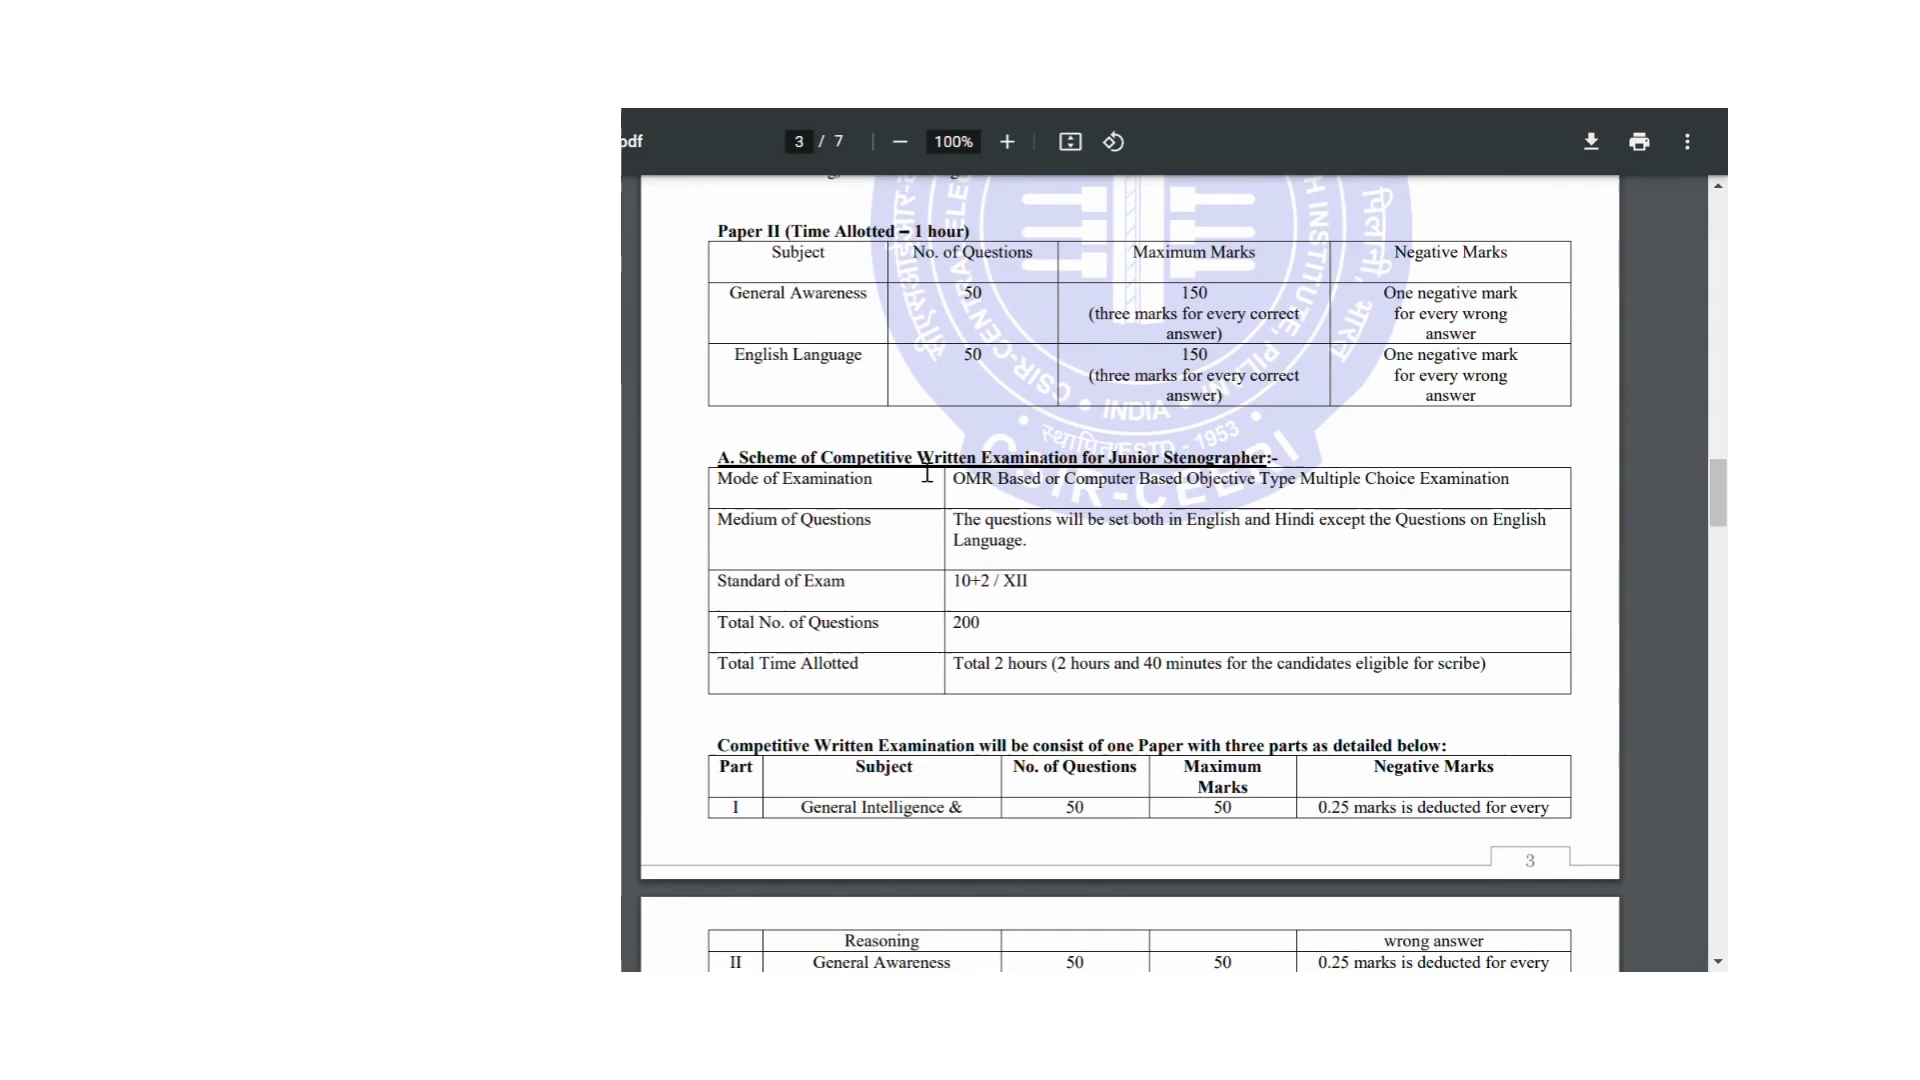 pdf
3 / 7
100%
Paper II (Time Allotted – 1 hour)
Subject No. of Questions Maximum Marks Negative Marks
General Awareness 50 150 One negative mark
(three marks for every correct for every wrong
answer) answer
English Language 50 150 One negative mark
(three marks for every correct for every wrong
answer) answer
A. Scheme of Competitive Written Examination for Junior Stenographer:-
Mode of Examination OMR Based or Computer Based Objective Type Multiple Choice Examination
Medium of Questions The questions will be set both in English and Hindi except the Questions on English
Language.
Standard of Exam 10+2 / XII
Total No. of Questions 200
Total Time Allotted Total 2 hours (2 hours and 40 minutes for the candidates eligible for scribe)
Competitive Written Examination will be consist of one Paper with three parts as detailed below:
Part Subject No. of Questions Maximum Negative Marks
Marks
I General Intelligence & 50 50 0.25 marks is deducted for every
3
Reasoning wrong answer
II General Awareness 50 50 0.25 marks is deducted for every
INSTITUTE, PILANI
CSIR-CENTRAL
INDIA
स्थापित/ESTD - 1953
CSIR-CEERI